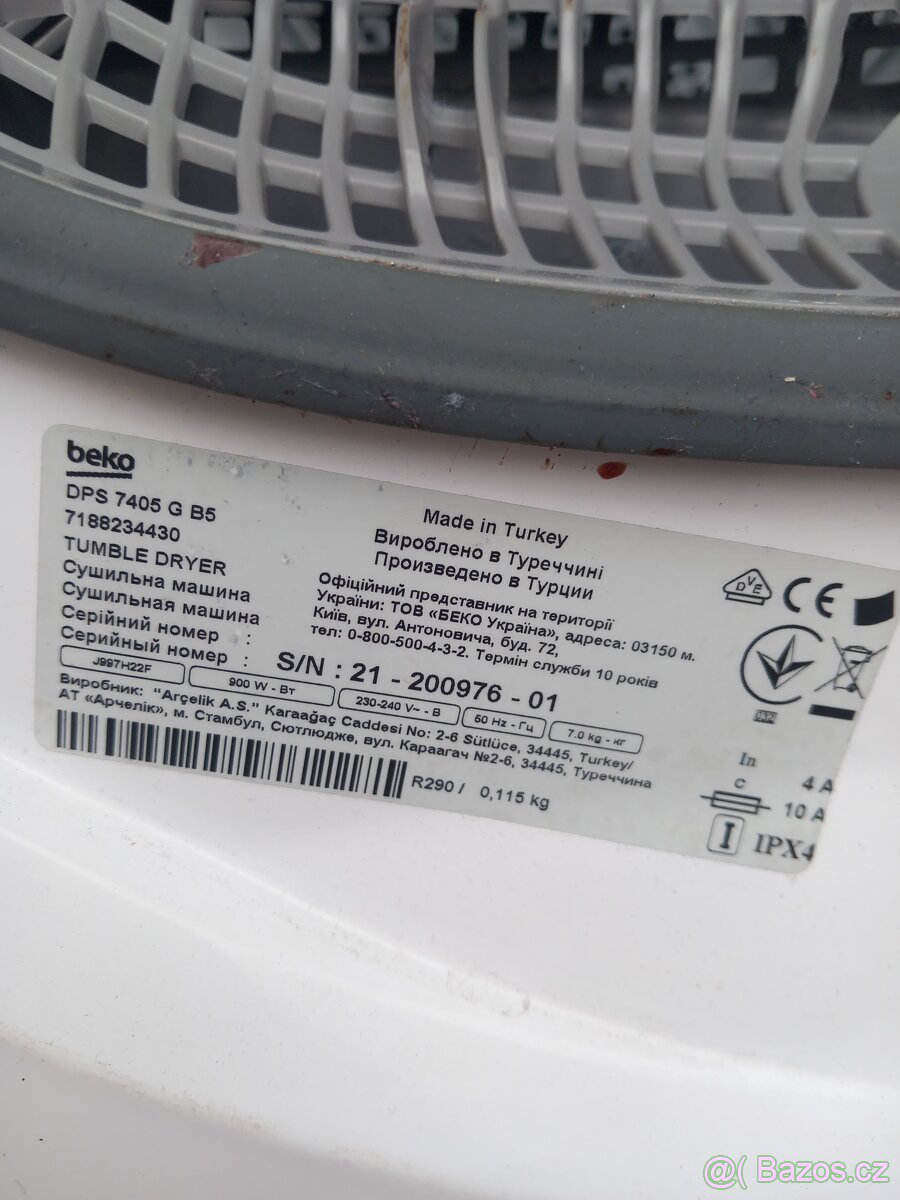 beko
DPS 7405 G B5
7188234430
TUMBLE DRYER
Сушильна машина
Сушильная машина
Серійний номер :
Серийный номер :
Made in Turkey
Вироблено в Туреччині
Произведено в Турции
Офіційний представник на території
України: ТОВ «БЕКО Україна», адреса: 03150 м.
Київ, вул. Антоновича, буд. 72,
тел: 0-800-500-4-3-2. Термін служби 10 років
S/N : 21 - 200976 - 01
J997H22F
900 W - Вт
230-240 V~ - В
60 Hz - Гц
7.0 kg - кг
Виробник: “Arçelik A.S.” Karaağaç Caddesi No: 2-6 Sütlüce, 34445, Turkey/
АТ «Арчелік», м. Стамбул, Сютлюдже, вул. Караагач №2-6, 34445, Туреччина
R290 / 0,115 kg
DVE
CE
032
In 4 A
C 10 A
I IPX4
@( Bazos.cz